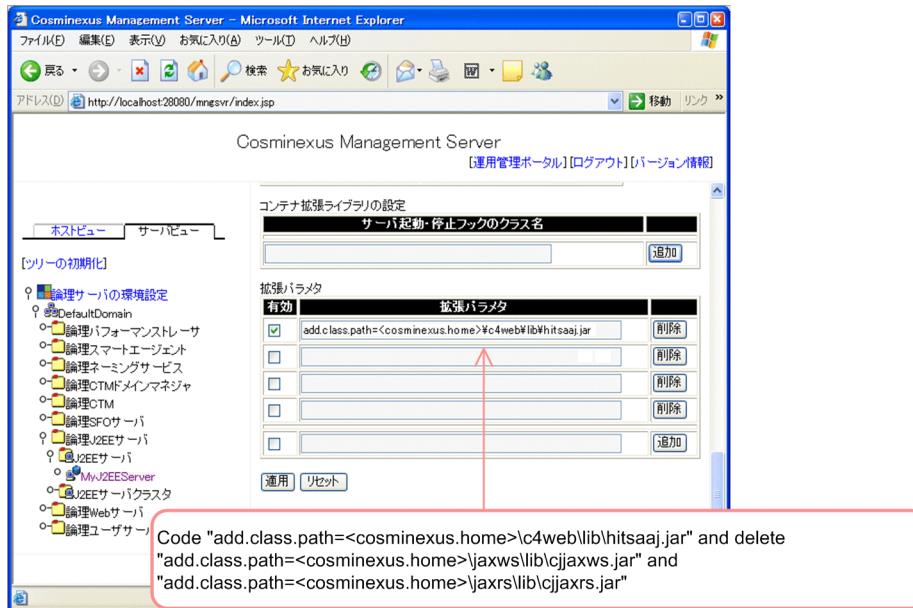 Cosminexus Management Server - Microsoft Internet Explorer
ファイル(F) 編集(E) 表示(V) お気に入り(A) ツール(T) ヘルプ(H)
戻る 検索 お気に入り
アドレス(D) http://localhost:28080/mngsvr/index.jsp 移動 リンク »
Cosminexus Management Server
[運用管理ポータル] [ログアウト] [バージョン情報]
ホストビュー サーバビュー
[ツリーの初期化]
論理サーバの環境設定
DefaultDomain
論理パフォーマンストレーサ
論理スマートエージェント
論理ネーミングサービス
論理CTMドメインマネジャ
論理CTM
論理SFOサーバ
論理J2EEサーバ
J2EEサーバ
MyJ2EEServer
J2EEサーバクラスタ
論理Webサーバ
論理ユーザサーバ
コンテナ拡張ライブラリの設定
サーバ起動・停止フックのクラス名
追加
拡張パラメタ
有効 拡張パラメタ
add.class.path=<cosminexus.home>¥c4web¥lib¥hitsaaj.jar 削除
削除
削除
削除
追加
適用 リセット
Code "add.class.path=<cosminexus.home>\c4web\lib\hitsaaj.jar" and delete
"add.class.path=<cosminexus.home>\jaxws\lib\cjjaxws.jar" and
"add.class.path=<cosminexus.home>\jaxrs\lib\cjjaxrs.jar"